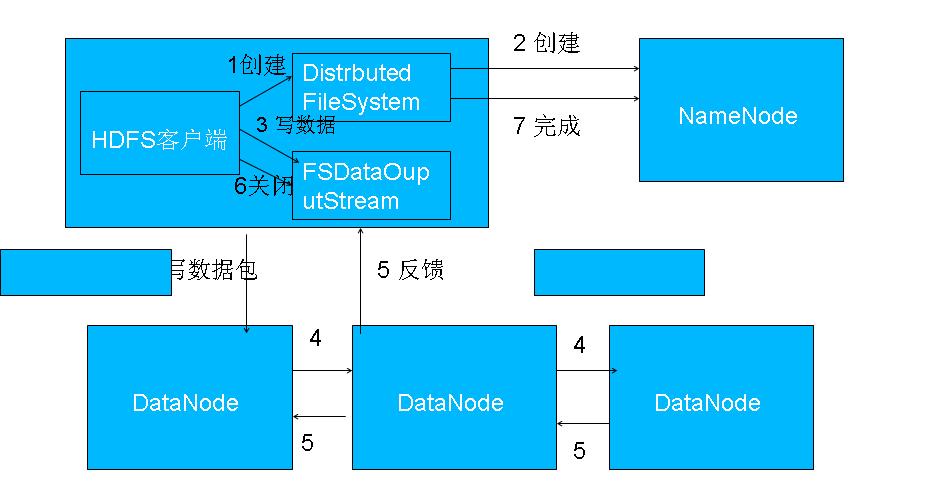 1创建
Distrbuted
FileSystem
2 创建
HDFS客户端
3 写数据
7 完成
NameNode
FSDataOup
utStream
6关闭
写数据包
5 反馈
4
4
DataNode
DataNode
DataNode
5
5